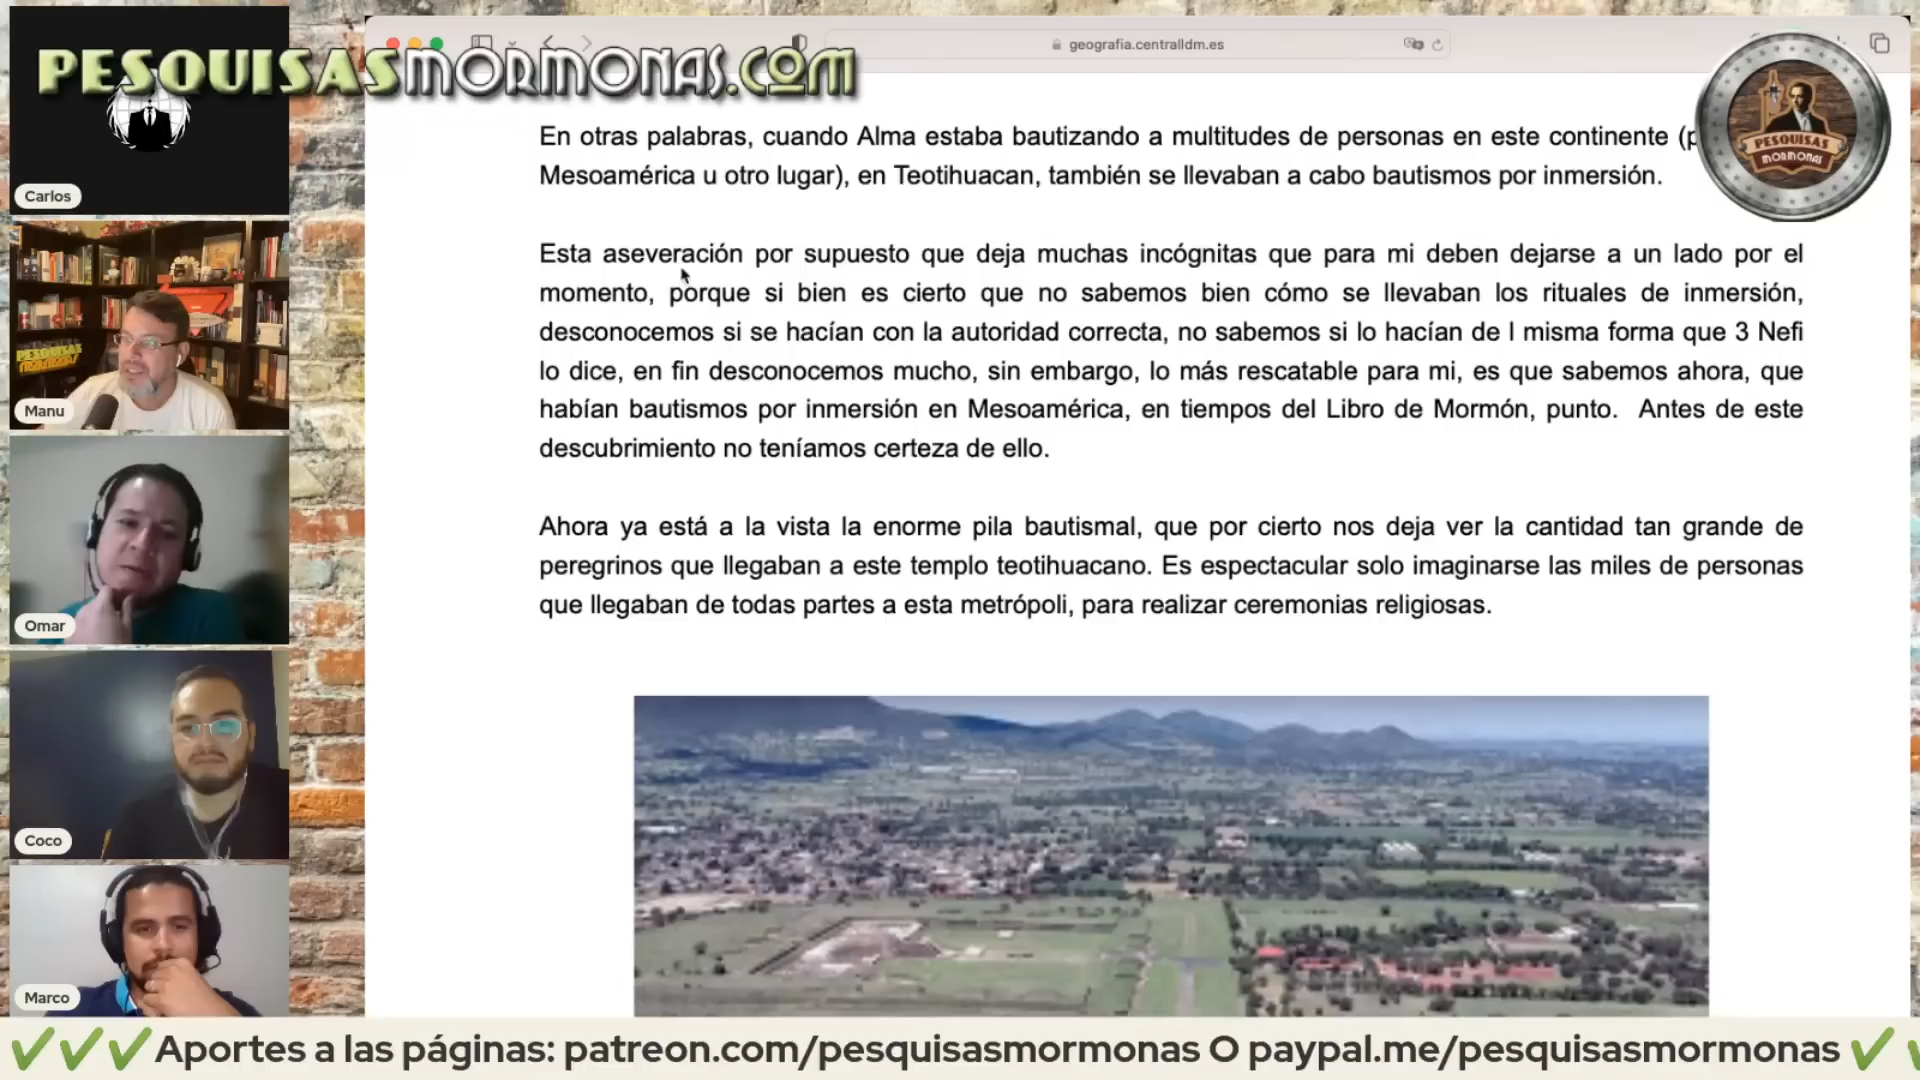 PESQUISASMORMONAS.COM
geografia.centralldm.es
PESQUISAS
MORMONAS
En otras palabras, cuando Alma estaba bautizando a multitudes de personas en este continente
Mesoamérica u otro lugar), en Teotihuacan, también se llevaban a cabo bautismos por inmersión.
Esta aseveración por supuesto que deja muchas incógnitas que para mi deben dejarse a un lado por el
momento, porque si bien es cierto que no sabemos bien cómo se llevaban los rituales de inmersión,
desconocemos si se hacían con la autoridad correcta, no sabemos si lo hacían de l misma forma que 3 Nefi
lo dice, en fin desconocemos mucho, sin embargo, lo más rescatable para mi, es que sabemos ahora, que
habían bautismos por inmersión en Mesoamérica, en tiempos del Libro de Mormón, punto. Antes de este
descubrimiento no teníamos certeza de ello.
Ahora ya está a la vista la enorme pila bautismal, que por cierto nos deja ver la cantidad tan grande de
peregrinos que llegaban a este templo teotihuacano. Es espectacular solo imaginarse las miles de personas
que llegaban de todas partes a esta metrópoli, para realizar ceremonias religiosas.
Carlos
PESQUISAS
Manu
Omar
Coco
Marco
Aportes a las páginas: patreon.com/pesquisasmormonas O paypal.me/pesquisasmormonas